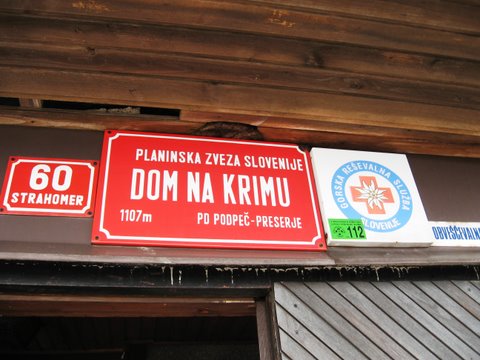 60
STRAHOMER
PLANINSKA ZVEZA SLOVENIJE
DOM NA KRIMU
1107m
PD PODPEČ-PRESERJE
GORSKA REŠEVALNA SLUŽBA
SLOVENIJE
112